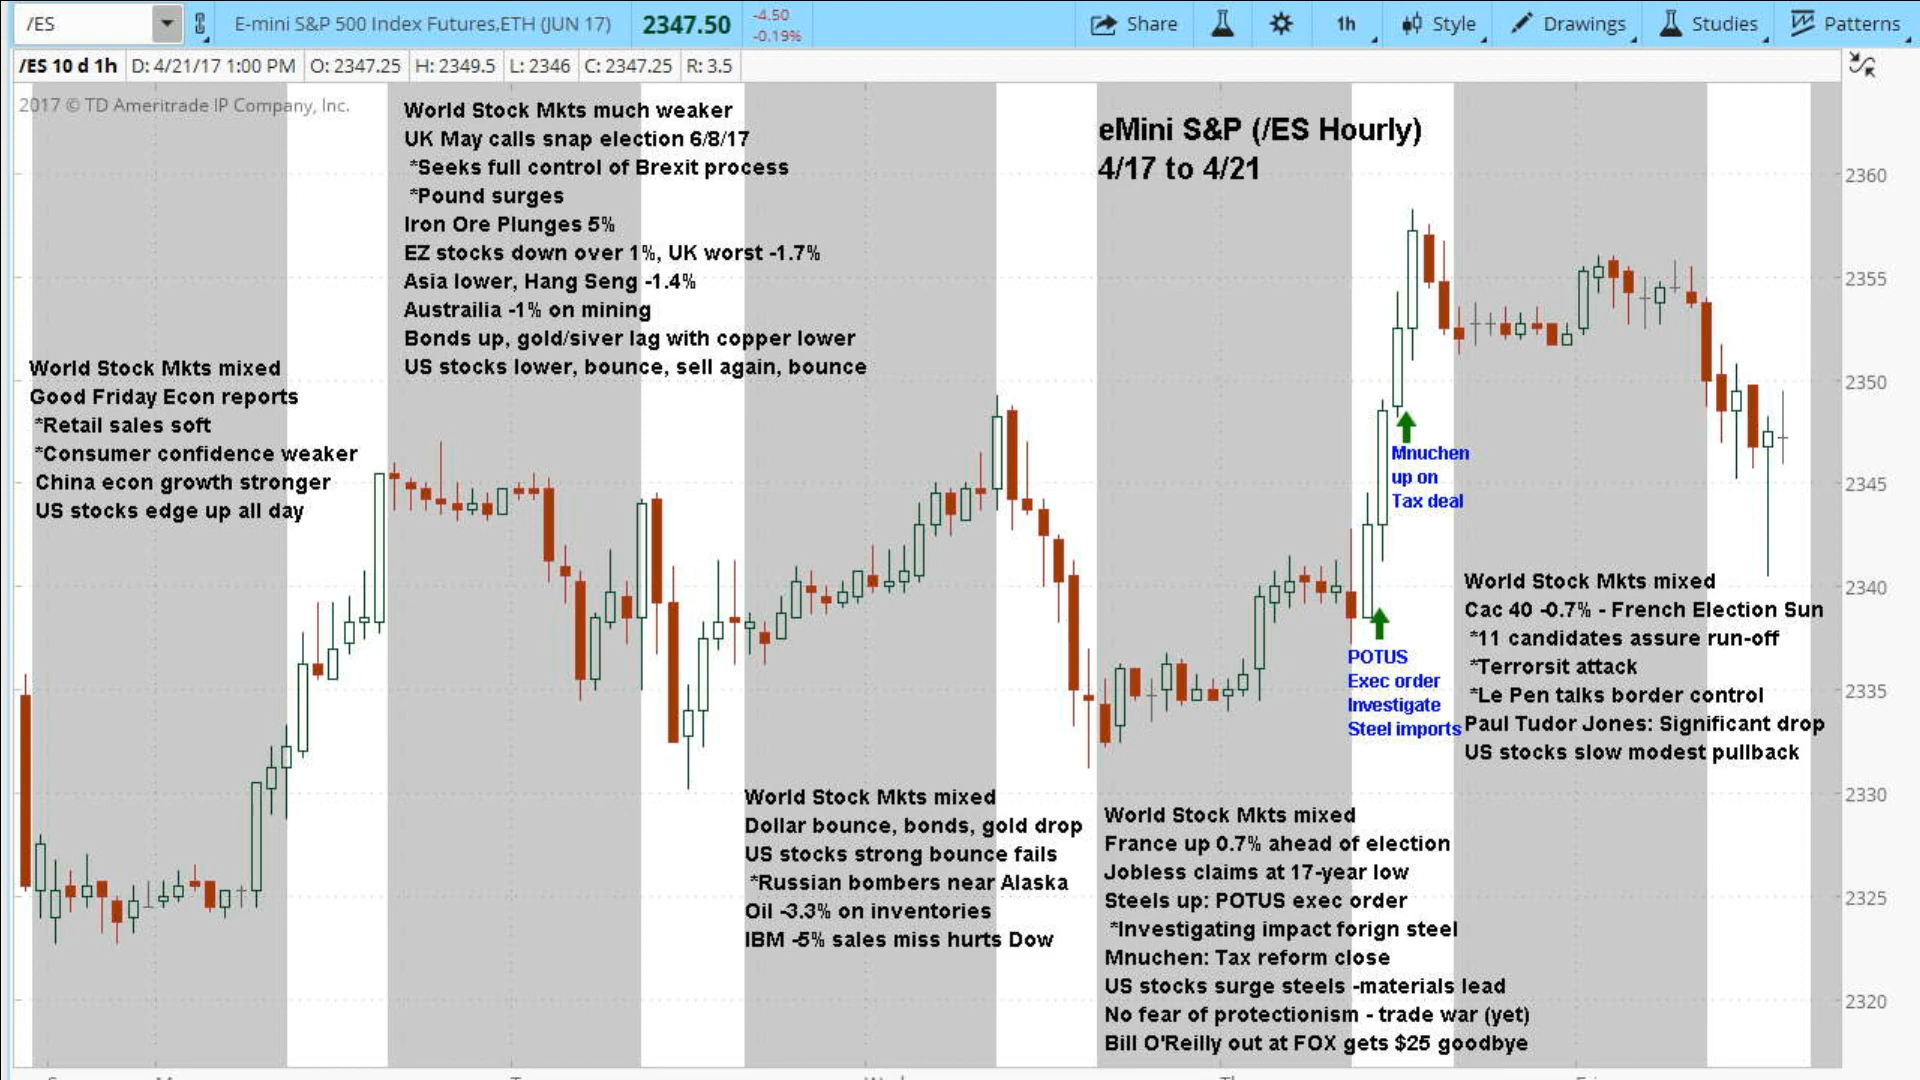 /ES
E-mini S&P 500 Index Futures,ETH (JUN 17)
2347.50
-4.50
-0.19%
Share
1h
Style
Drawings
Studies
Patterns
/ES 10 d 1h
D: 4/21/17 1:00 PM
O: 2347.25
H: 2349.5
L: 2346
C: 2347.25
R: 3.5
2017 © TD Ameritrade IP Company, Inc.
World Stock Mkts much weaker
UK May calls snap election 6/8/17
*Seeks full control of Brexit process
*Pound surges
Iron Ore Plunges 5%
EZ stocks down over 1%, UK worst -1.7%
Asia lower, Hang Seng -1.4%
Austrailia -1% on mining
Bonds up, gold/siver lag with copper lower
US stocks lower, bounce, sell again, bounce
eMini S&P (/ES Hourly)
4/17 to 4/21
World Stock Mkts mixed
Good Friday Econ reports
*Retail sales soft
*Consumer confidence weaker
China econ growth stronger
US stocks edge up all day
Mnuchen
up on
Tax deal
POTUS
Exec order
Investigate
Steel imports
World Stock Mkts mixed
Cac 40 -0.7% - French Election Sun
*11 candidates assure run-off
*Terrorsit attack
*Le Pen talks border control
Paul Tudor Jones: Significant drop
US stocks slow modest pullback
World Stock Mkts mixed
Dollar bounce, bonds, gold drop
US stocks strong bounce fails
*Russian bombers near Alaska
Oil -3.3% on inventories
IBM -5% sales miss hurts Dow
World Stock Mkts mixed
France up 0.7% ahead of election
Jobless claims at 17-year low
Steels up: POTUS exec order
*Investigating impact forign steel
Mnuchen: Tax reform close
US stocks surge steels -materials lead
No fear of protectionism - trade war (yet)
Bill O'Reilly out at FOX gets $25 goodbye
2360
2355
2350
2345
2340
2335
2330
2325
2320